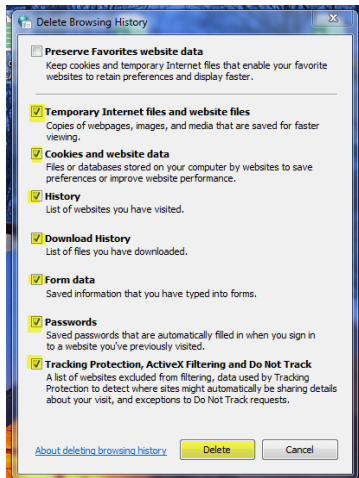 Delete Browsing History
Preserve Favorites website data
Keep cookies and temporary Internet files that enable your favorite
websites to retain preferences and display faster.
Temporary Internet files and website files
Copies of webpages, images, and media that are saved for faster
viewing.
Cookies and website data
Files or databases stored on your computer by websites to save
preferences or improve website performance.
History
List of websites you have visited.
Download History
List of files you have downloaded.
Form data
Saved information that you have typed into forms.
Passwords
Saved passwords that are automatically filled in when you sign in
to a website you've previously visited.
Tracking Protection, ActiveX Filtering and Do Not Track
A list of websites excluded from filtering, data used by Tracking
Protection to detect where sites might automatically be sharing details
about your visit, and exceptions to Do Not Track requests.
About deleting browsing history Delete Cancel